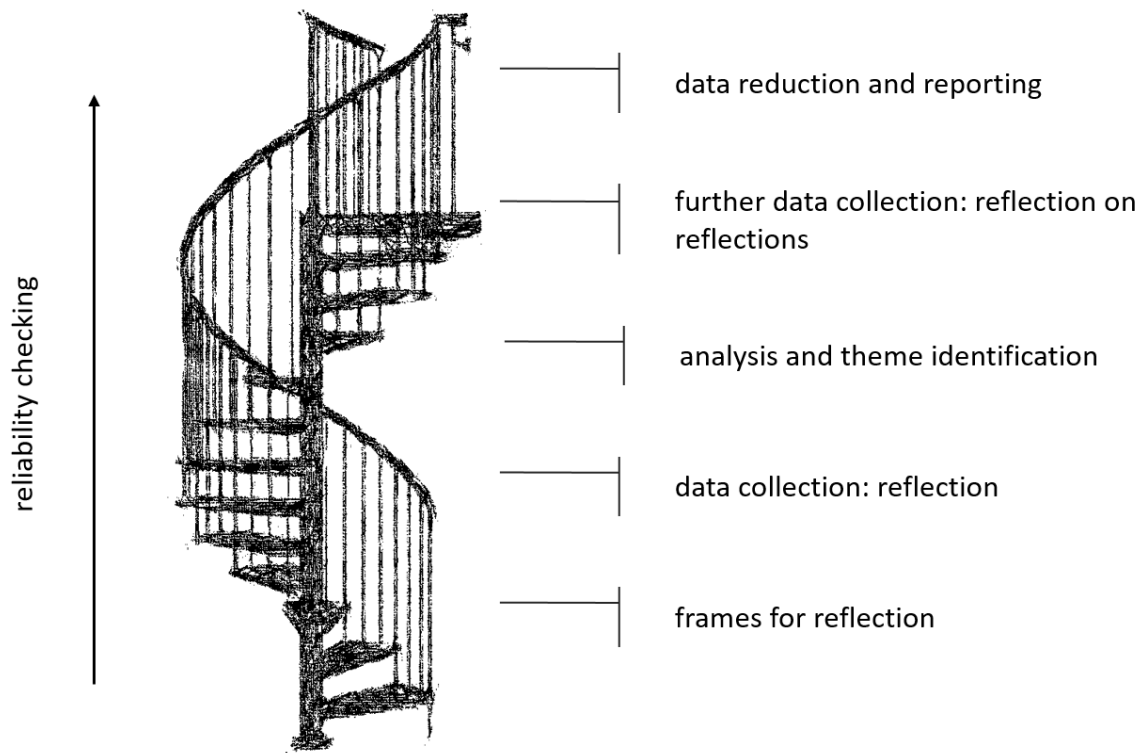 data reduction and reporting
further data collection: reflection on
reflections
analysis and theme identification
data collection: reflection
frames for reflection
reliability checking